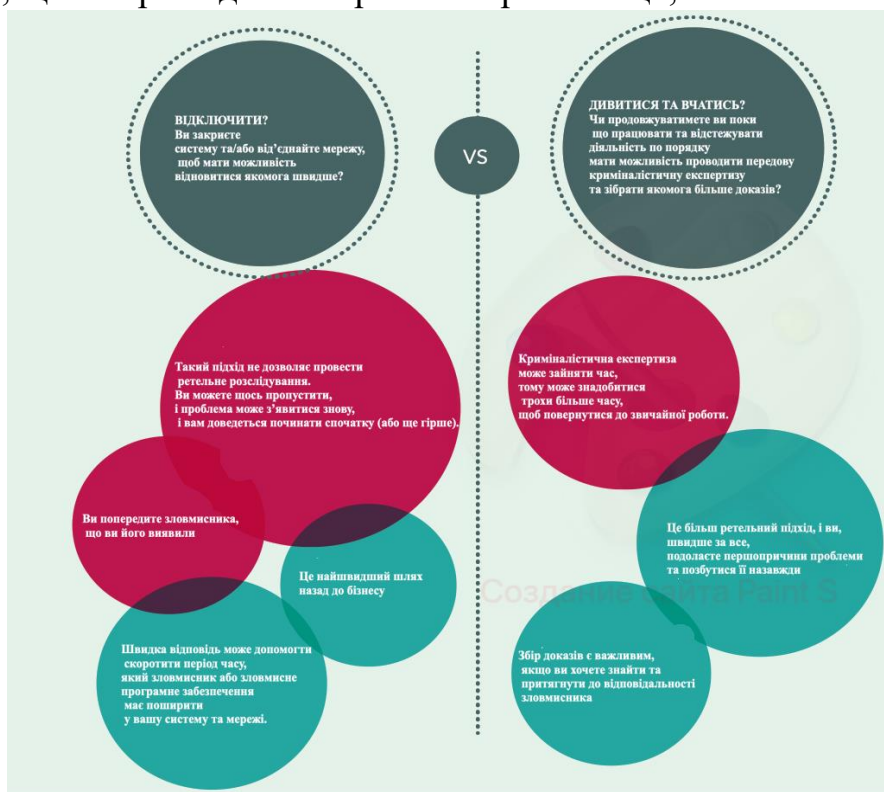 ВІДКЛЮЧИТИ?
Ви закриєте
систему та/або від’єднайте мережу,
щоб мати можливість
відновитися якомога швидше?
VS
ДИВИТИСЯ ТА ВЧАТИСЬ?
Чи продовжуватимете ви поки
що працювати та відстежувати
діяльність по порядку
мати можливість проводити передову
криміналістичну експертизу
та зібрати якомога більше доказів?
Такий підхід не дозволяє провести
ретельне розслідування.
Ви можете щось пропустити,
і проблема може з’явитися знову,
і вам доведеться починати спочатку (або ще гірше).
Ви попередите зловмисника,
що ви його виявили
Це найшвидший шлях
назад до бізнесу
Швидка відповідь може допомогти
скоротити період часу,
який зловмисник або зловмисне
програмне забезпечення
має поширити
у вашу систему та мережі.
Криміналістична експертиза
може зайняти час,
тому може знадобитися
трохи більше часу,
щоб повернутися до звичайної роботи.
Це більш ретельний підхід, і ви,
швидше за все,
подолаєте першопричини проблеми
та позбутися її назавжди
Создание сайта Paint S
Збір доказів є важливим,
якщо ви хочете знайти та
притягнути до відповідальності
зловмисника